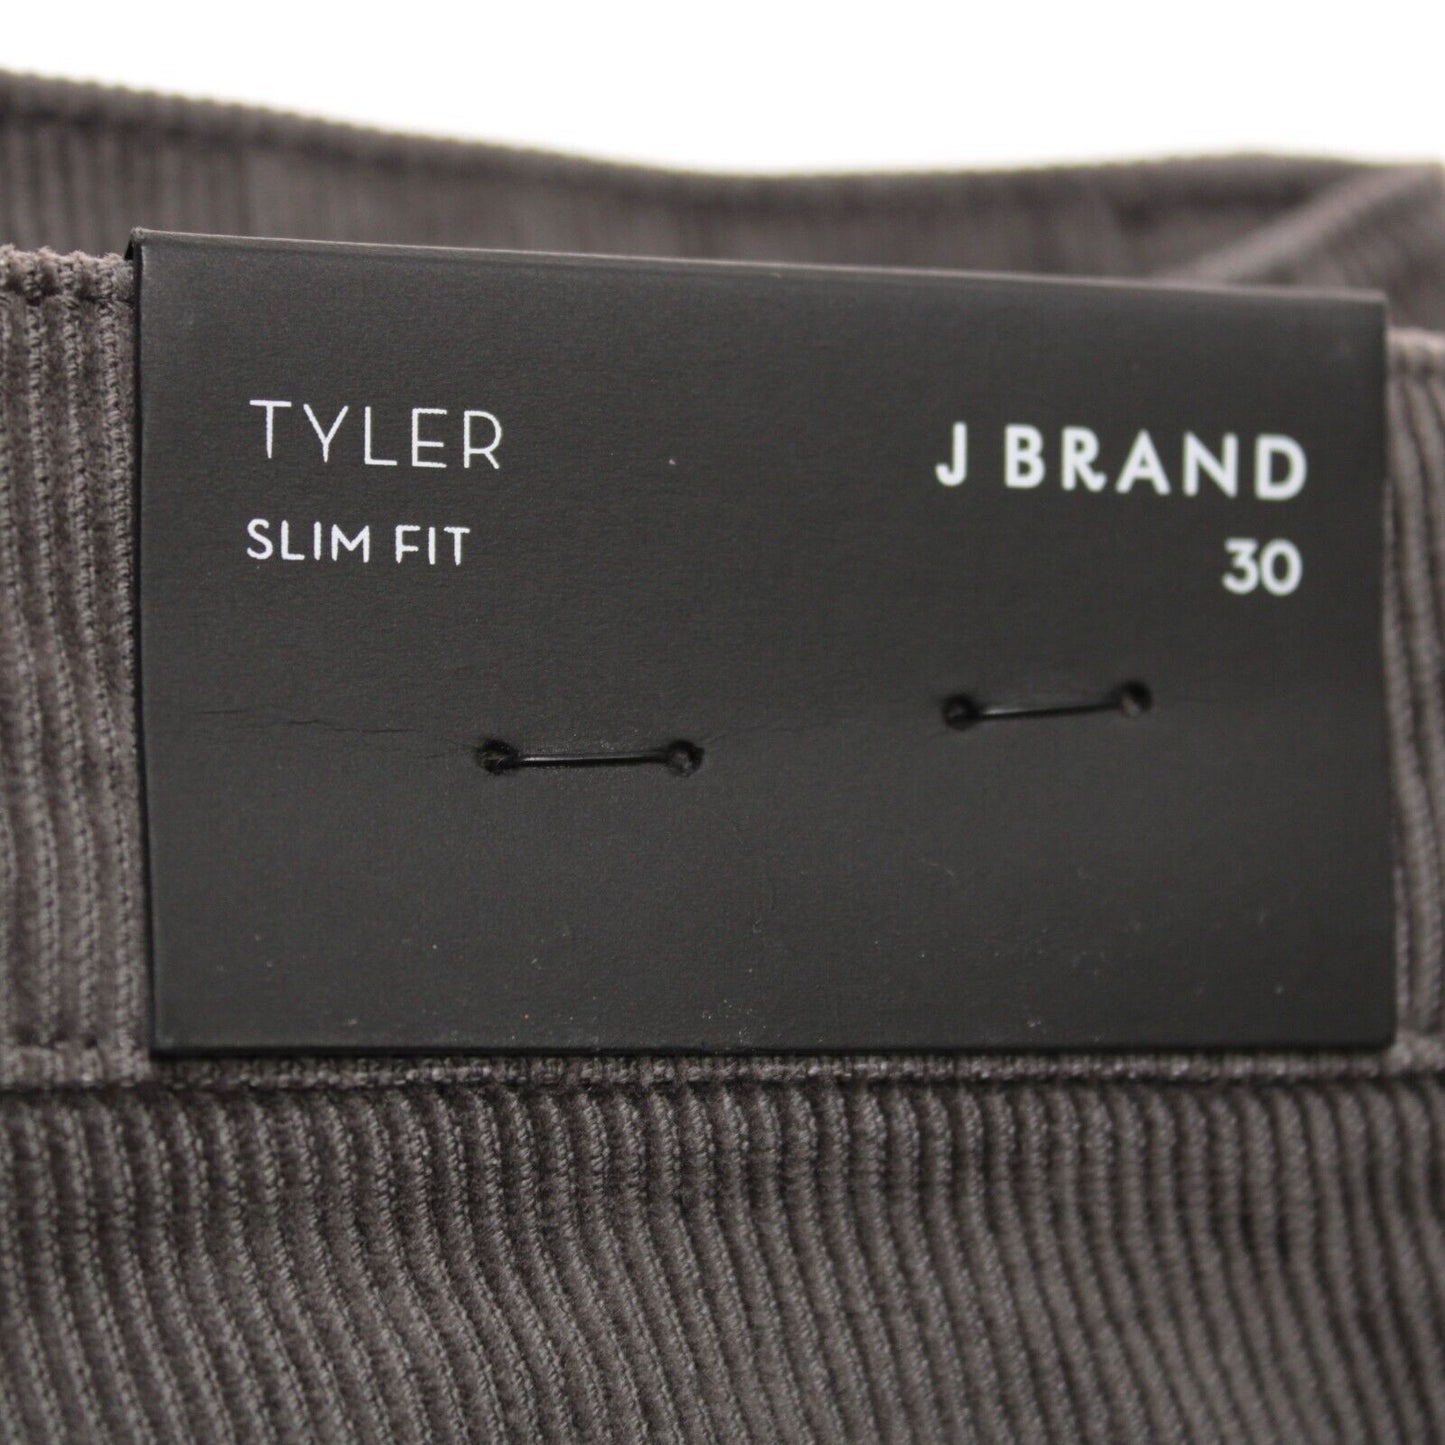 TYLER
SLIM FIT
J BRAND
30